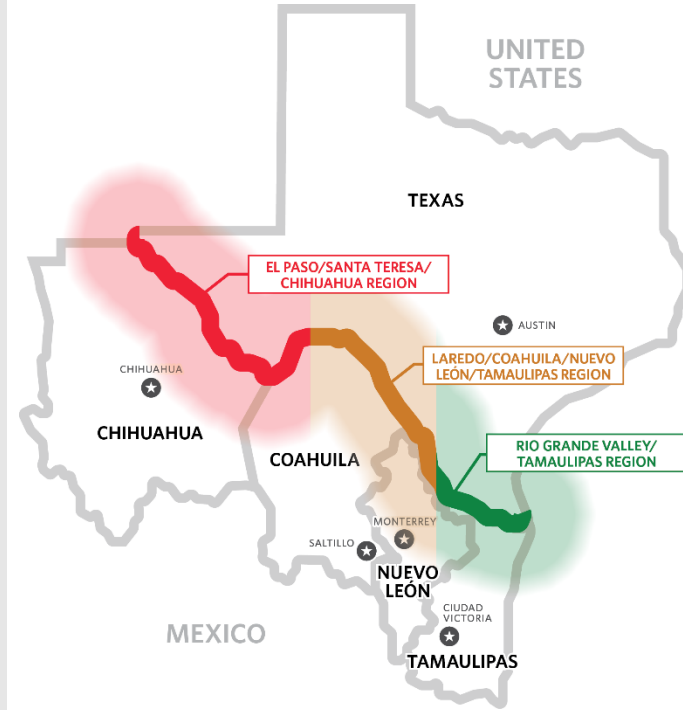 UNITED
STATES
TEXAS
EL PASO/SANTA TERESA/
CHIHUAHUA REGION
AUSTIN
LAREDO/COAHUILA/NUEVO
LEÓN/TAMAULIPAS REGION
CHIHUAHUA
CHIHUAHUA
COAHUILA
RIO GRANDE VALLEY/
TAMAULIPAS REGION
MONTERREY
SALTILLO
NUEVO
LEÓN
CIUDAD
VICTORIA
MEXICO
TAMAULIPAS